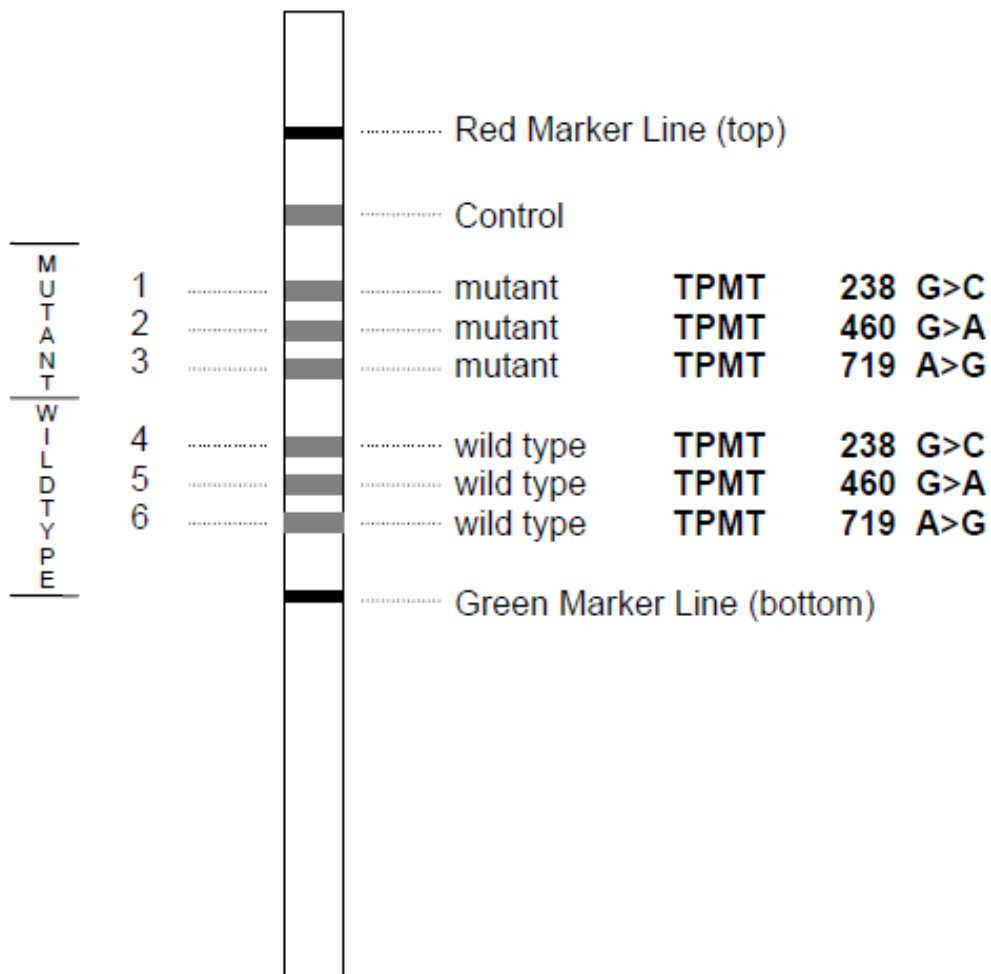 Red Marker Line (top)
Control
MUTANT
1 mutant TPMT 238 G>C
2 mutant TPMT 460 G>A
3 mutant TPMT 719 A>G
WILDTYPE
4 wild type TPMT 238 G>C
5 wild type TPMT 460 G>A
6 wild type TPMT 719 A>G
Green Marker Line (bottom)